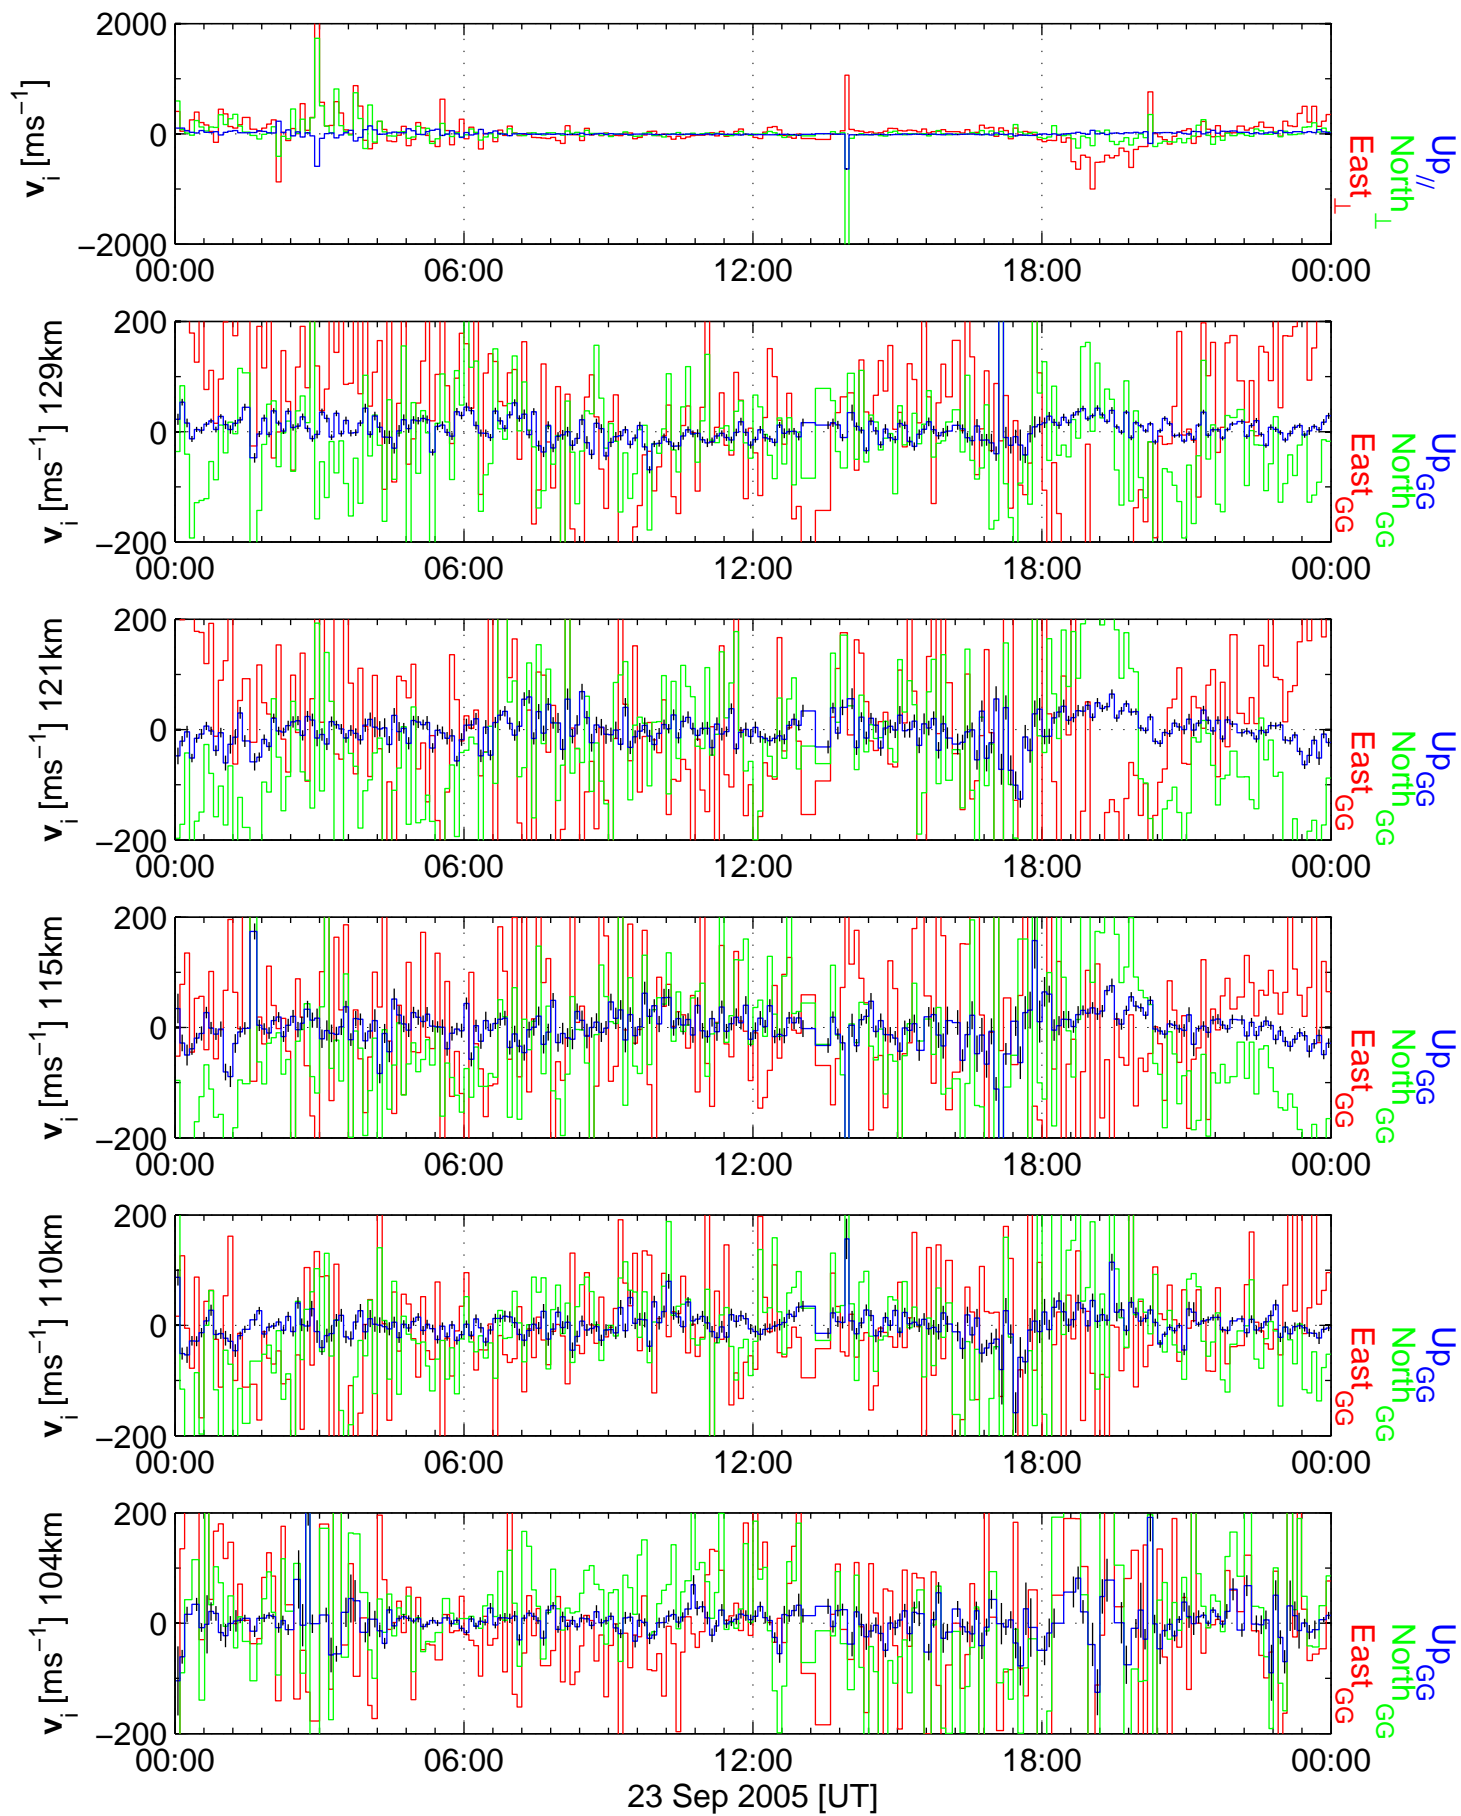 2000
0
−2000
v_i [ms^−1]
00:00 06:00 12:00 18:00 00:00
East_⊥
North_⊥
Up_//
200
0
−200
v_i [ms^−1] 129km
00:00 06:00 12:00 18:00 00:00
East_GG
North_GG
Up_GG
200
0
−200
v_i [ms^−1] 121km
00:00 06:00 12:00 18:00 00:00
East_GG
North_GG
Up_GG
200
0
−200
v_i [ms^−1] 115km
00:00 06:00 12:00 18:00 00:00
East_GG
North_GG
Up_GG
200
0
−200
v_i [ms^−1] 110km
00:00 06:00 12:00 18:00 00:00
East_GG
North_GG
Up_GG
200
0
−200
v_i [ms^−1] 104km
00:00 06:00 12:00 18:00 00:00
East_GG
North_GG
Up_GG
23 Sep 2005 [UT]